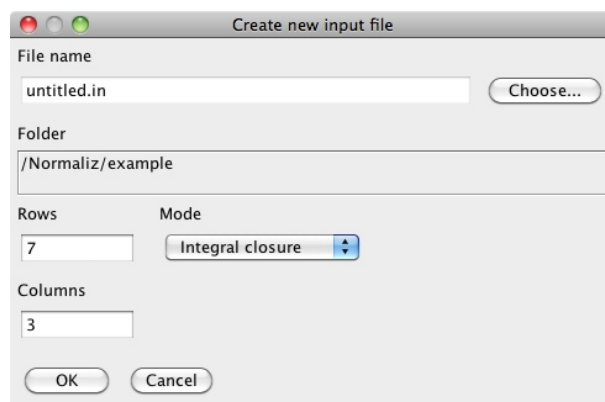 Create new input file
File name
untitled.in
Choose...
Folder
/Normaliz/example
Rows Mode
7 Integral closure
Columns
3
OK Cancel